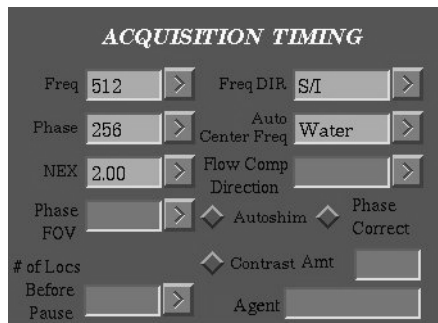 ACQUISITION TIMING
Freq 512 Freq DIR S/I
Phase 256 Auto Center Freq Water
NEX 2.00 Flow Comp Direction
Phase FOV Autoshim Phase Correct
Contrast Amt
# of Locs Before Pause Agent